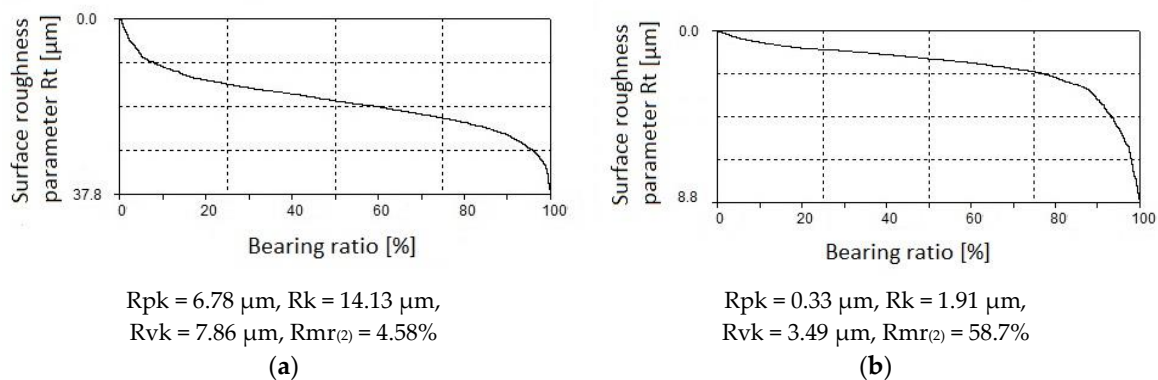 Surface roughness
parameter Rt [µm]
0.0
37.8
0 20 40 60 80 100
Bearing ratio [%]
Rpk = 6.78 µm, Rk = 14.13 µm,
Rvk = 7.86 µm, Rmr(2) = 4.58%
(a)
Surface roughness
parameter Rt [µm]
0.0
8.8
0 20 40 60 80 100
Bearing ratio [%]
Rpk = 0.33 µm, Rk = 1.91 µm,
Rvk = 3.49 µm, Rmr(2) = 58.7%
(b)